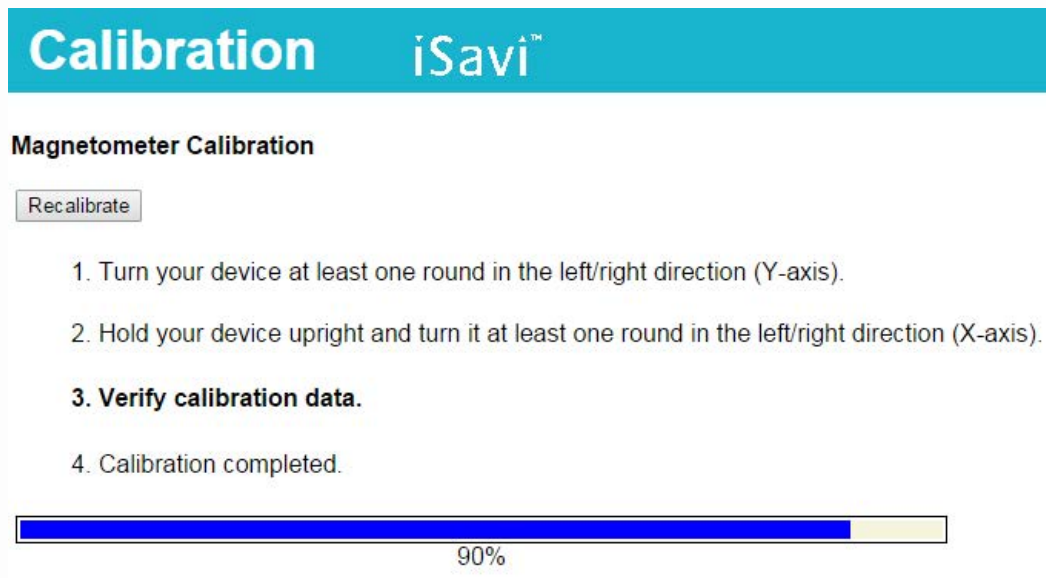 Calibration iSavi™
Magnetometer Calibration
Recalibrate
1. Turn your device at least one round in the left/right direction (Y-axis).
2. Hold your device upright and turn it at least one round in the left/right direction (X-axis).
3. Verify calibration data.
4. Calibration completed.
90%